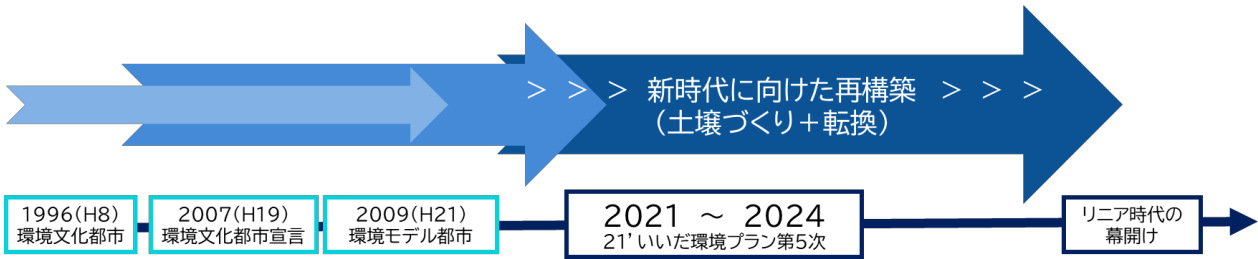 ＞ ＞ ＞ 新時代に向けた再構築 ＞ ＞ ＞
（土壌づくり＋転換）
1996(H8)
環境文化都市
2007(H19)
環境文化都市宣言
2009(H21)
環境モデル都市
2021 ～ 2024
21’いいだ環境プラン第5次
リニア時代の
幕開け